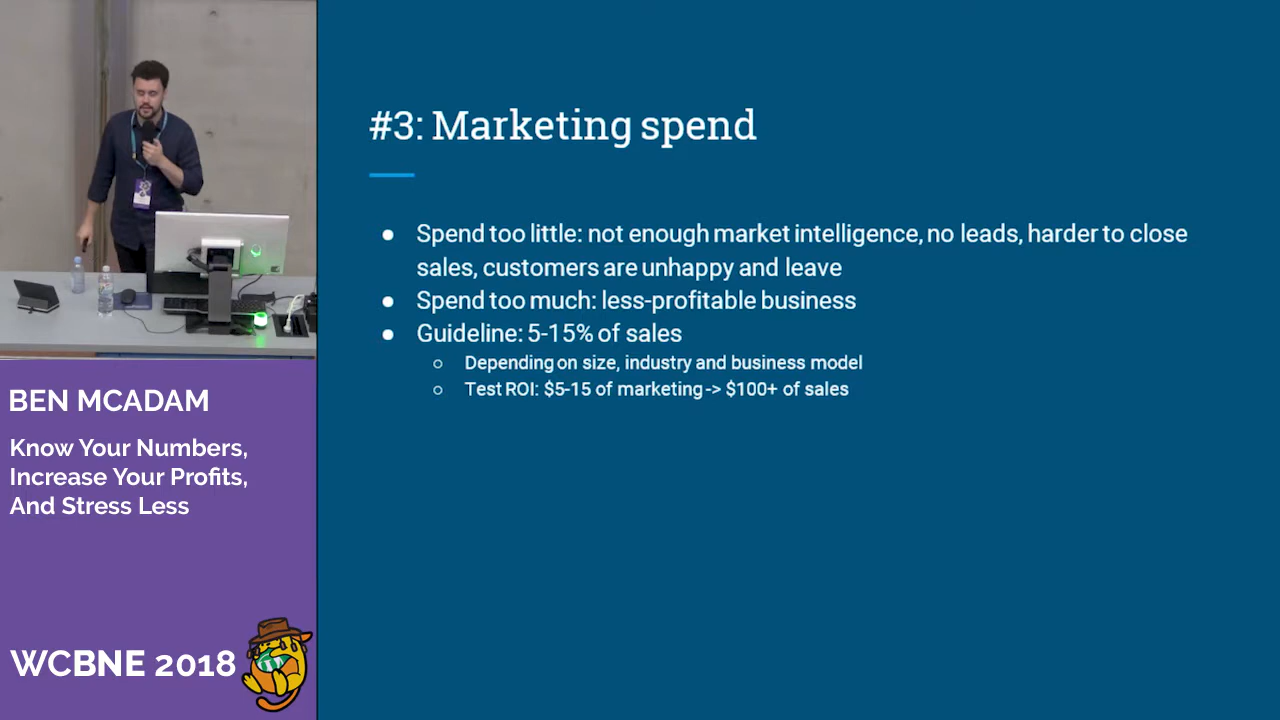 #3: Marketing spend
● Spend too little: not enough market intelligence, no leads, harder to close
sales, customers are unhappy and leave
● Spend too much: less-profitable business
● Guideline: 5-15% of sales
○ Depending on size, industry and business model
○ Test ROI: $5-15 of marketing -> $100+ of sales
BEN MCADAM
Know Your Numbers,
Increase Your Profits,
And Stress Less
WCBNE 2018